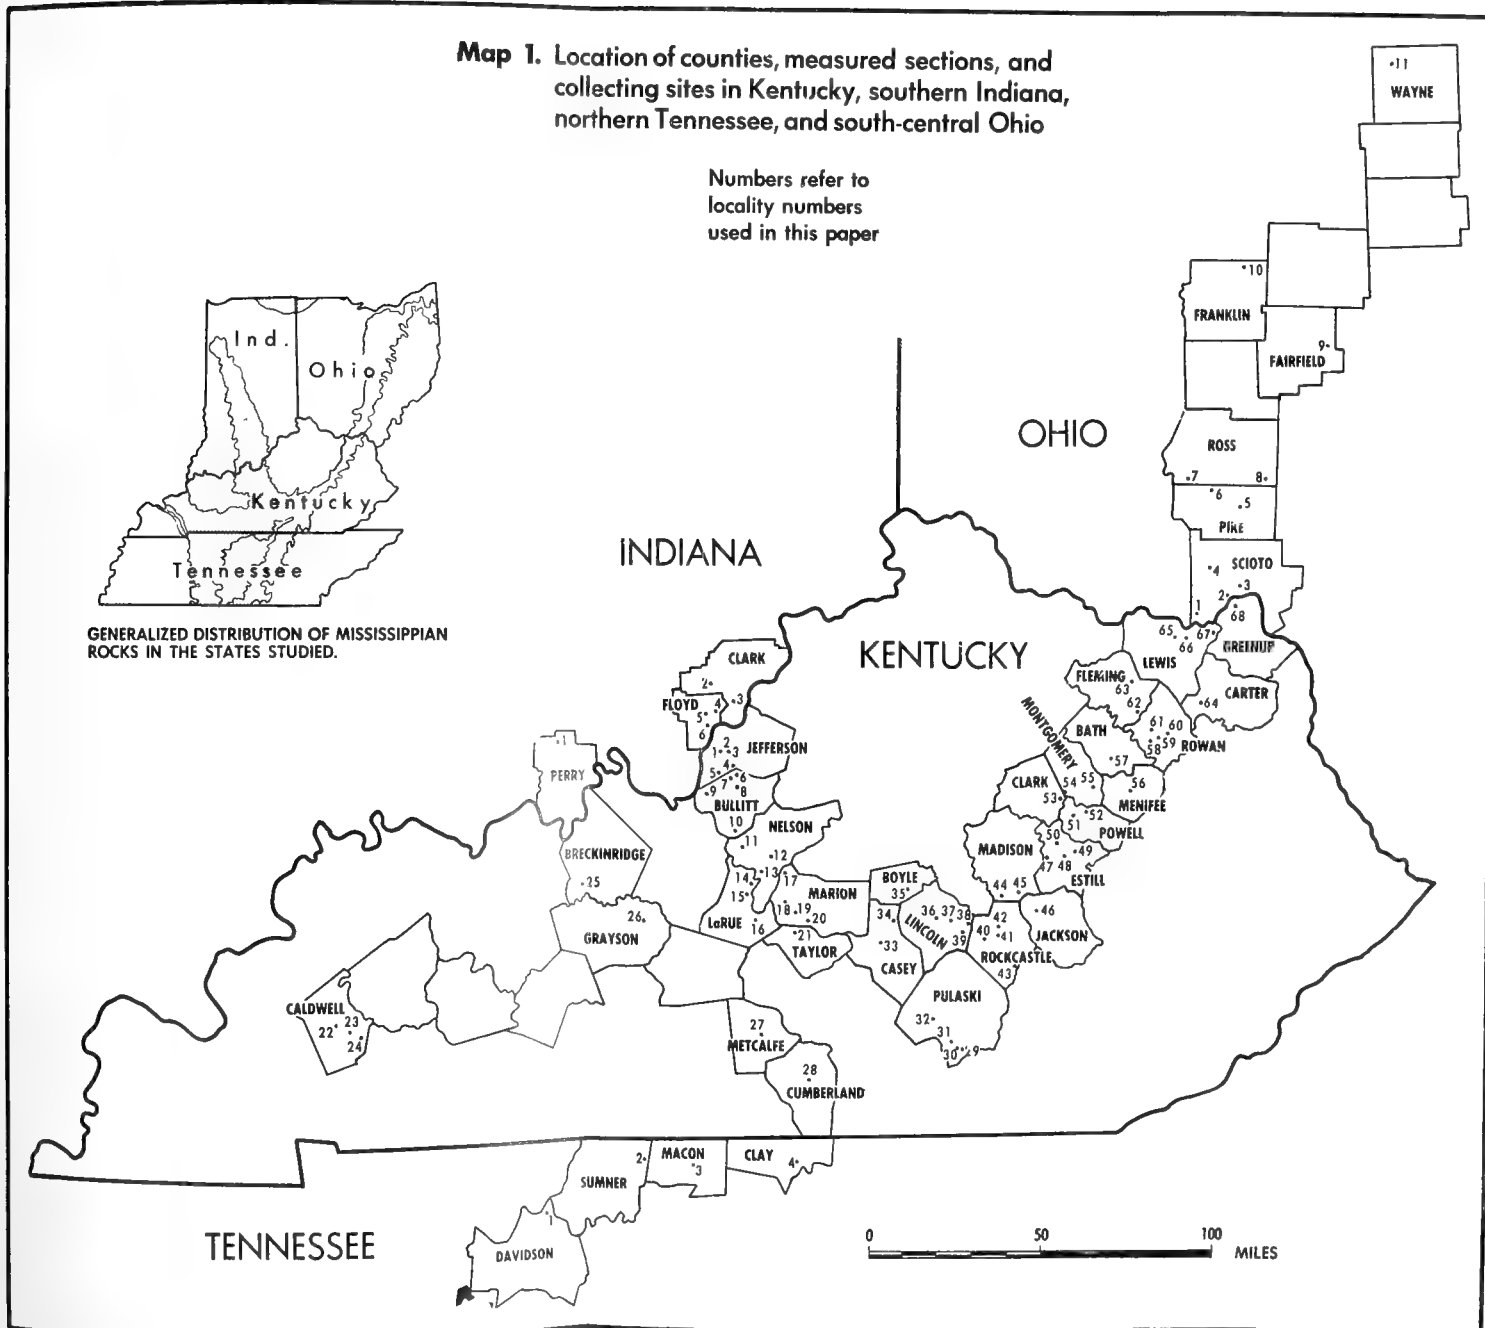 Map 1. Location of counties, measured sections, and
collecting sites in Kentucky, southern Indiana,
northern Tennessee, and south-central Ohio
Numbers refer to
locality numbers
used in this paper
Ind.
Ohio
Kentucky
Tennessee
GENERALIZED DISTRIBUTION OF MISSISSIPPIAN
ROCKS IN THE STATES STUDIED.
OHIO
11
WAYNE
10
FRANKLIN
9
FAIRFIELD
ROSS
7 8
6 5
PIKE
4 SCIOTO
3
2
1
INDIANA
CLARK
2 3
FLOYD 4
5
6
PERRY
1
KENTUCKY
68
65 67
66 GREENUP
LEWIS
FLEMING
63
62
CARTER
64
MONTGOMERY
BATH
61 60
58 59 ROWAN
57
CLARK 54 55 56
53 MENIFEE
52
51 POWELL
50
MADISON 49
47 48
ESTILL
44 45
46
JACKSON
2
1 3 JEFFERSON
4
5 6
9 7 8
BULLITT
10
NELSON
11
12
13
14 17
15
MARION
18 19
20
LaRUE
16
21
TAYLOR
BOYLE
35
34 36 37 38
LINCOLN
39
33
CASEY
42
40 41
ROCKCASTLE
43
PULASKI
32
31
30 29
BRECKINRIDGE
25
26
GRAYSON
CALDWELL
22 23
24
27
METCALFE
28
CUMBERLAND
TENNESSEE
2 MACON CLAY
3 4
SUMNER
1
DAVIDSON
0 50 100
MILES